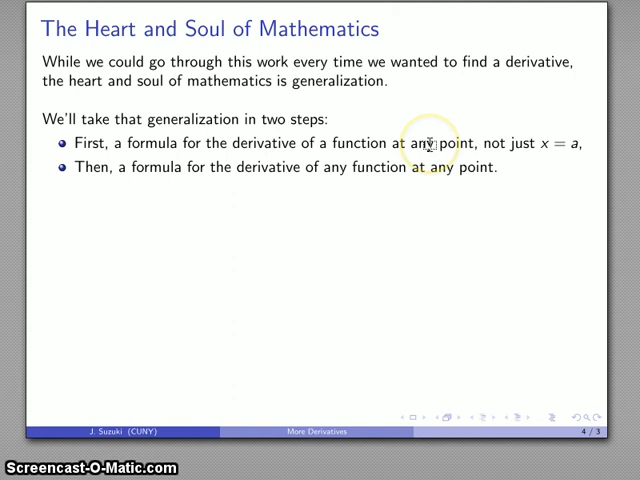 The Heart and Soul of Mathematics
While we could go through this work every time we wanted to find a derivative,
the heart and soul of mathematics is generalization.
We'll take that generalization in two steps:
First, a formula for the derivative of a function at any point, not just x = a,
Then, a formula for the derivative of any function at any point.
J. Suzuki (CUNY) More Derivatives 4 / 3
Screencast-O-Matic.com